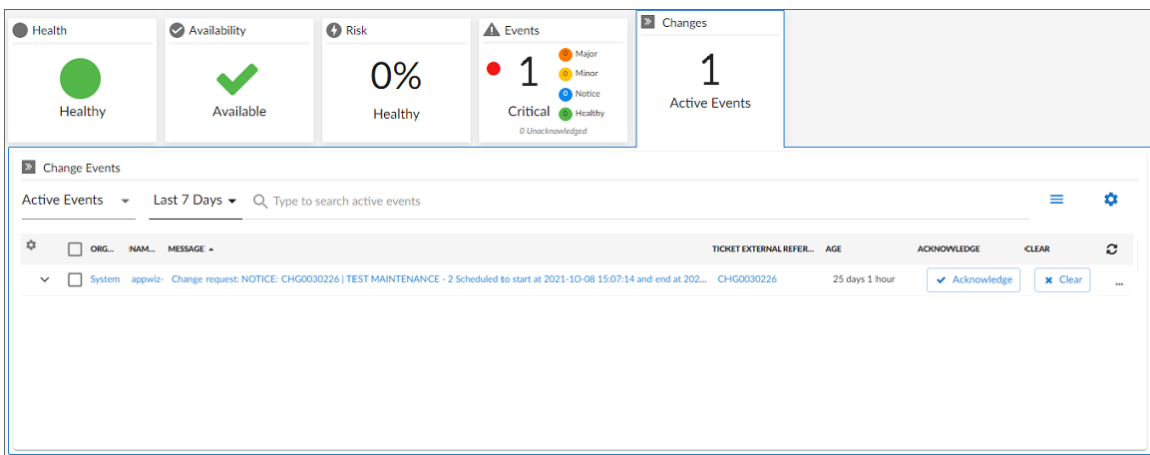 Health
Healthy
Availability
Available
Risk
0%
Healthy
Events
1
Critical
0 Major
0 Minor
0 Notice
0 Healthy
0 Unacknowledged
Changes
1
Active Events
Change Events
Active Events Last 7 Days Type to search active events
ORG... NAM... MESSAGE TICKET EXTERNAL REFER... AGE ACKNOWLEDGE CLEAR
System appwiz- Change request: NOTICE: CHG0030226 | TEST MAINTENANCE - 2 Scheduled to start at 2021-10-08 15:07:14 and end at 202... CHG0030226 25 days 1 hour Acknowledge Clear ...